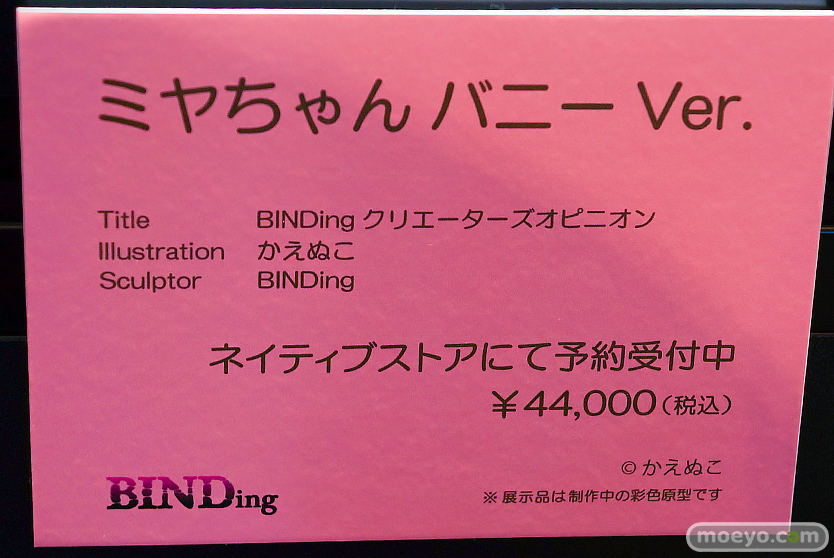 ミヤちゃん バニー Ver.
Title BINDing クリエーターズオピニオン
Illustration かえぬこ
Sculptor BINDing
ネイティブストアにて予約受付中
¥44,000(税込)
© かえぬこ
BINDing
※展示品は制作中の彩色原型です
moeyo.com